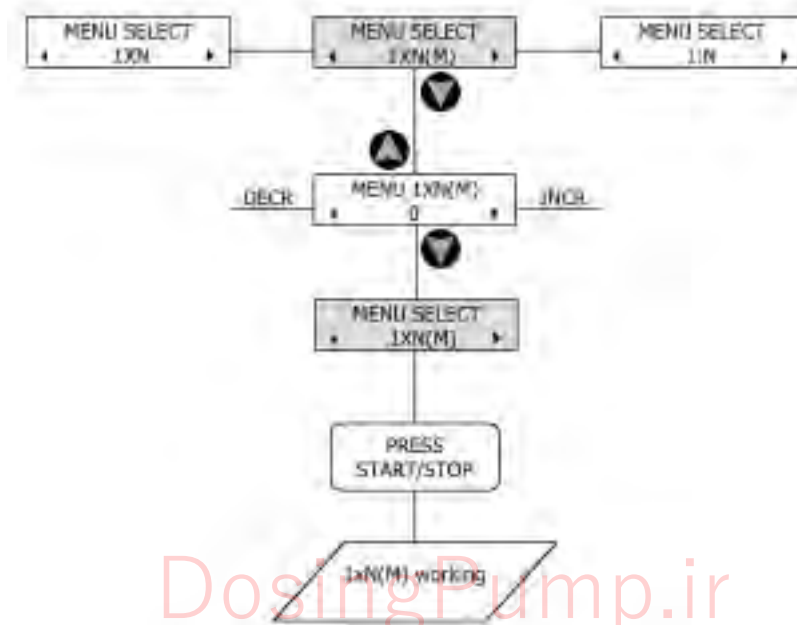 MENU SELECT
1XN
MENU SELECT
1XN(M)
MENU SELECT
1:N
DECR
MENU 1XN(M)
0
INCR
MENU SELECT
1XN(M)
PRESS
START/STOP
1xN(M) working
DosingPump.ir